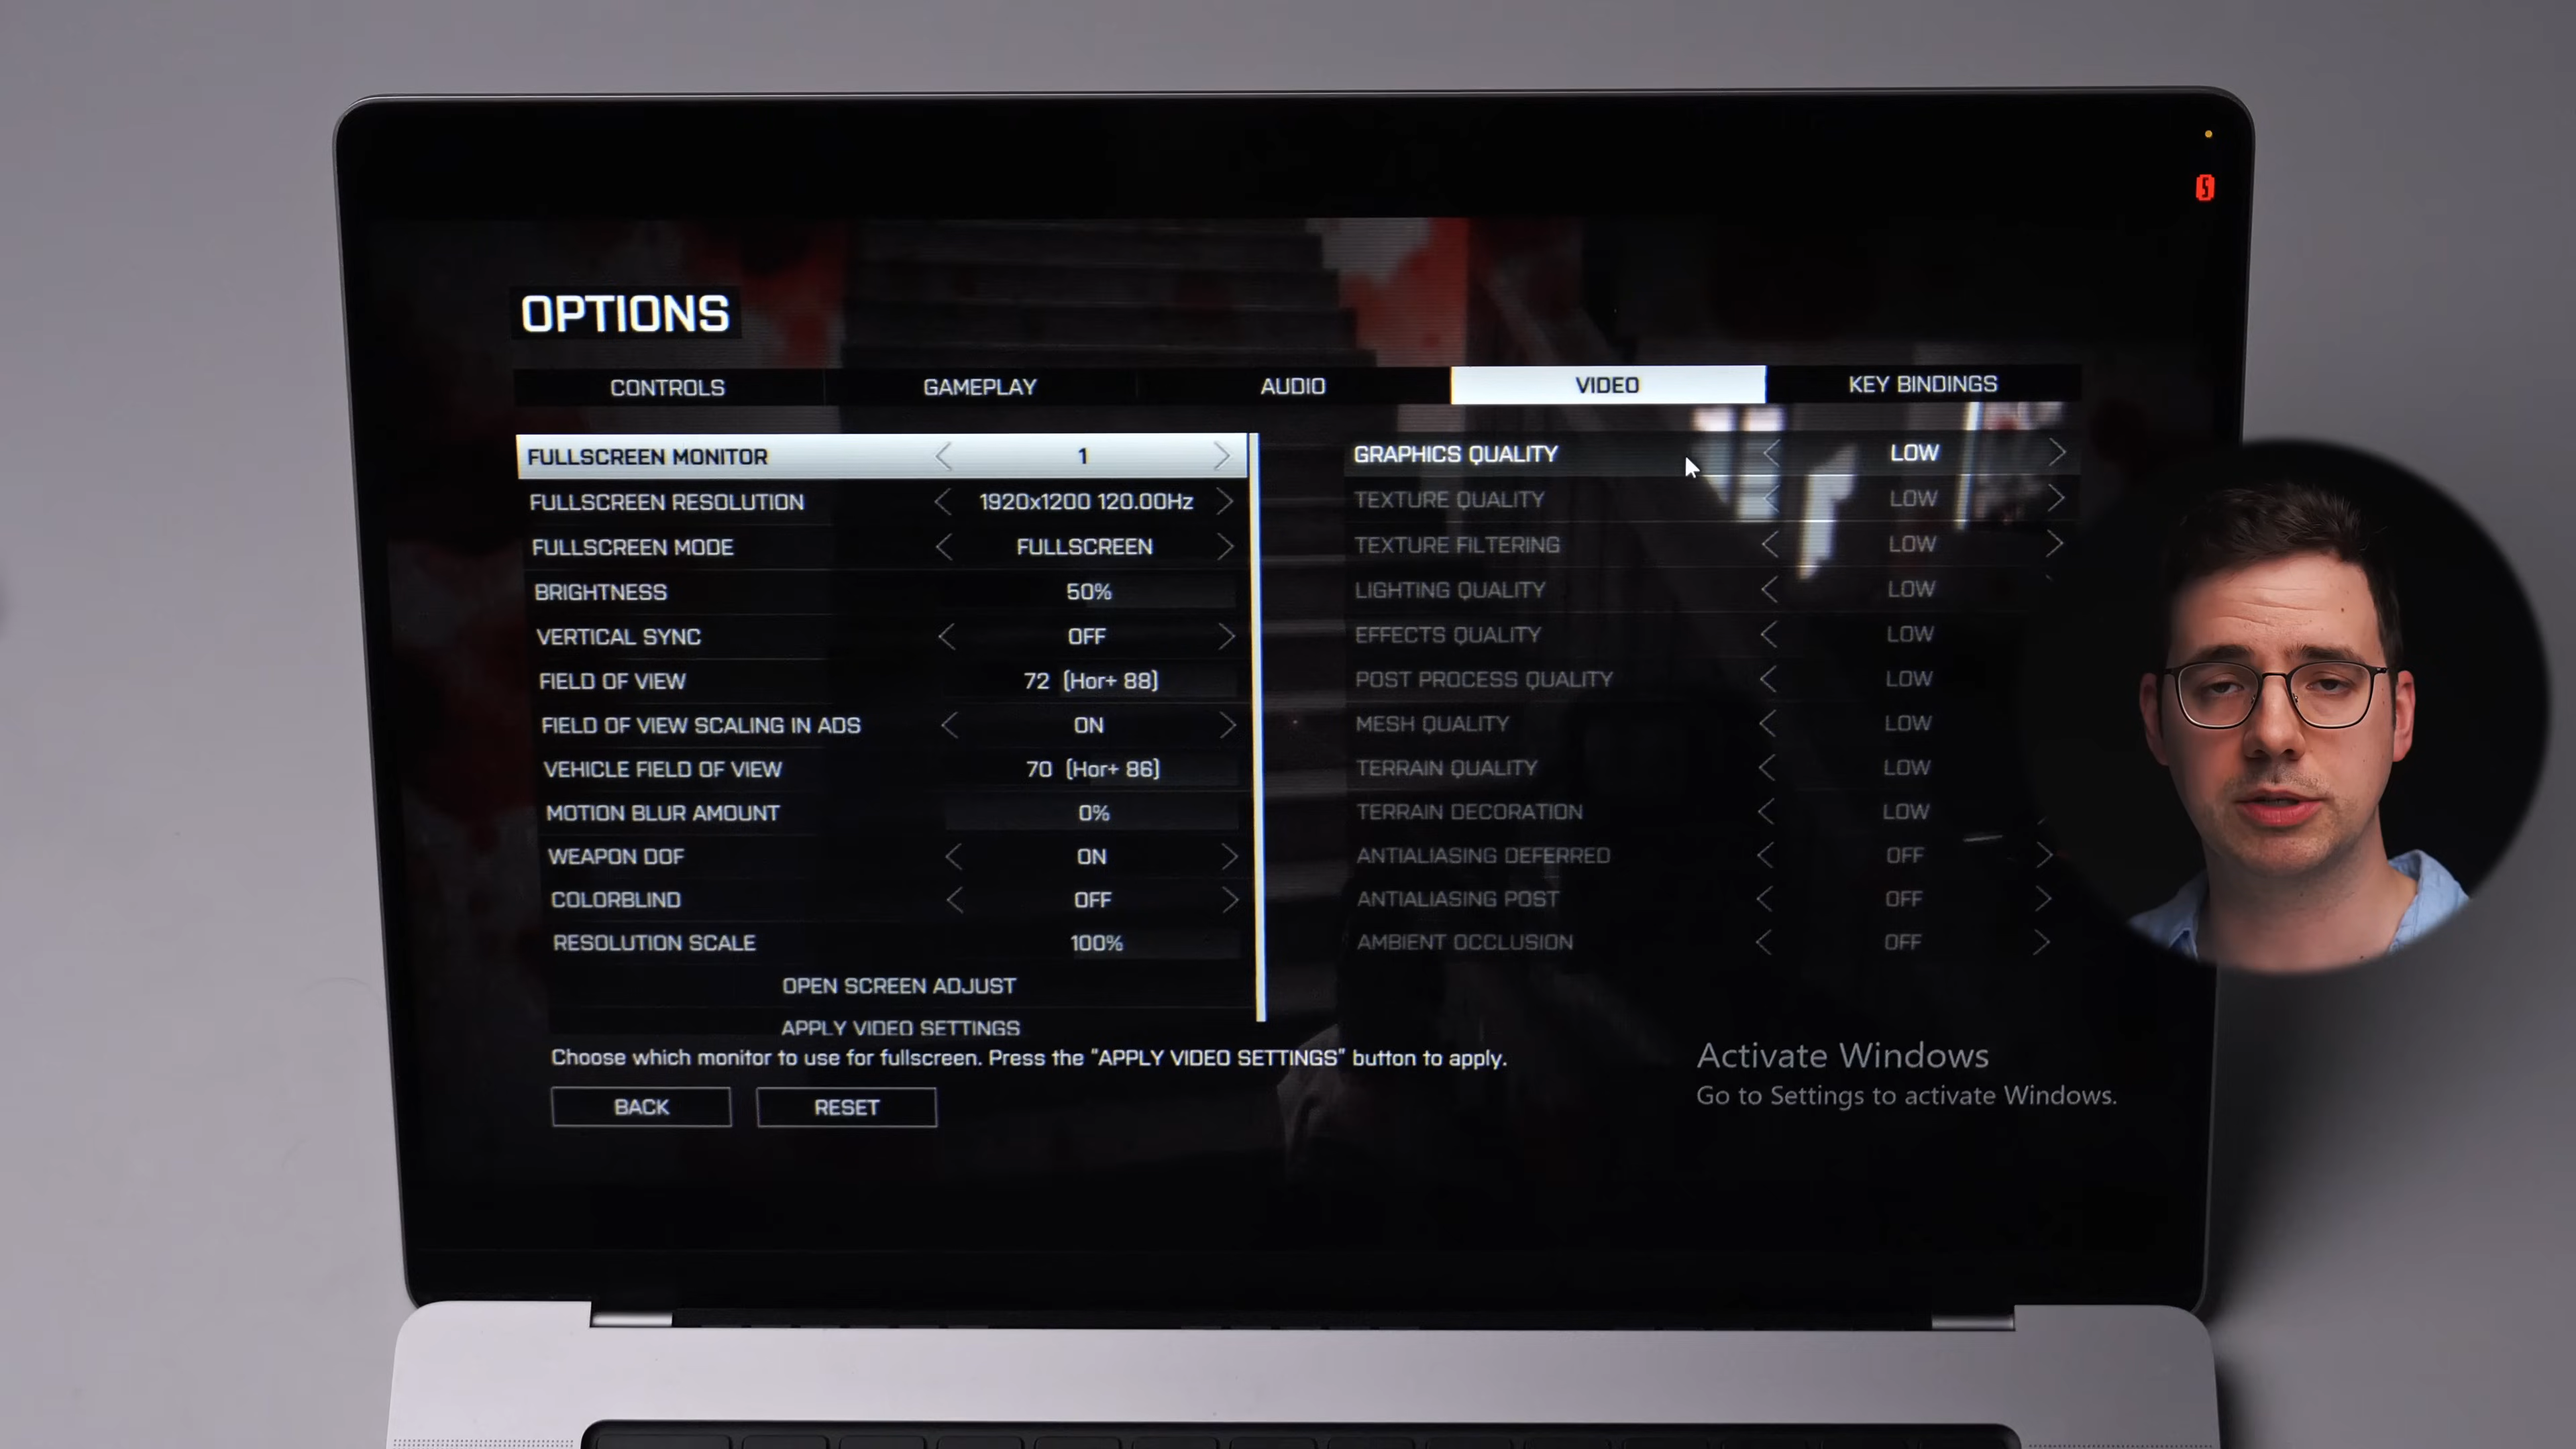 5
OPTIONS
CONTROLS GAMEPLAY AUDIO VIDEO KEY BINDINGS
FULLSCREEN MONITOR 1
FULLSCREEN RESOLUTION 1920x1200 120.00Hz
FULLSCREEN MODE FULLSCREEN
BRIGHTNESS 50%
VERTICAL SYNC OFF
FIELD OF VIEW 72 (Hor+ 88)
FIELD OF VIEW SCALING IN ADS ON
VEHICLE FIELD OF VIEW 70 (Hor+ 86)
MOTION BLUR AMOUNT 0%
WEAPON DOF ON
COLORBLIND OFF
RESOLUTION SCALE 100%
OPEN SCREEN ADJUST
APPLY VIDEO SETTINGS
GRAPHICS QUALITY LOW
TEXTURE QUALITY LOW
TEXTURE FILTERING LOW
LIGHTING QUALITY LOW
EFFECTS QUALITY LOW
POST PROCESS QUALITY LOW
MESH QUALITY LOW
TERRAIN QUALITY LOW
TERRAIN DECORATION LOW
ANTIALIASING DEFERRED OFF
ANTIALIASING POST OFF
AMBIENT OCCLUSION OFF
Choose which monitor to use for fullscreen. Press the "APPLY VIDEO SETTINGS" button to apply.
BACK RESET
Activate Windows
Go to Settings to activate Windows.